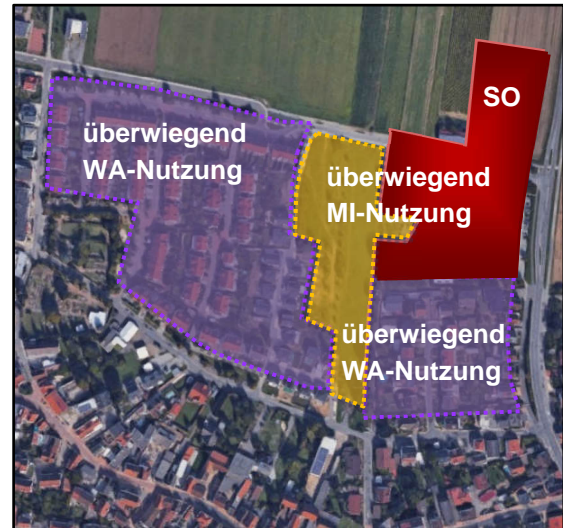 SO
überwiegend
WA-Nutzung
überwiegend
MI-Nutzung
überwiegend
WA-Nutzung